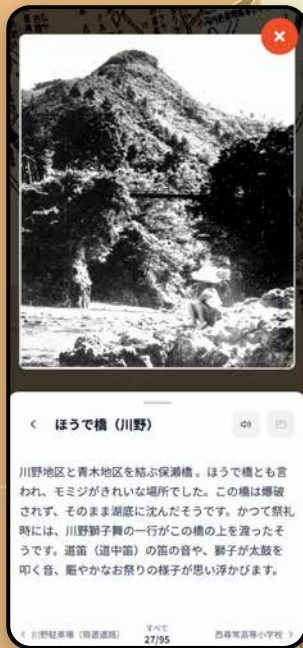 ほうで橋（川野）
川野地区と青木地区を結ぶ保瀬橋。ほうで橋とも言
われ、モミジがきれいな場所でした。この橋は爆破
されず、そのまま湖底に沈んだそうです。かつて祭礼
時には、川野獅子舞の一行がこの橋の上を渡ったそ
うです。道笛（道中笛）の笛の音や、獅子が太鼓を
叩く音、賑やかなお祭りの様子が思い浮かびます。
川野駐車場（周遊道路）
すべて
27/95
西尋常高等小学校